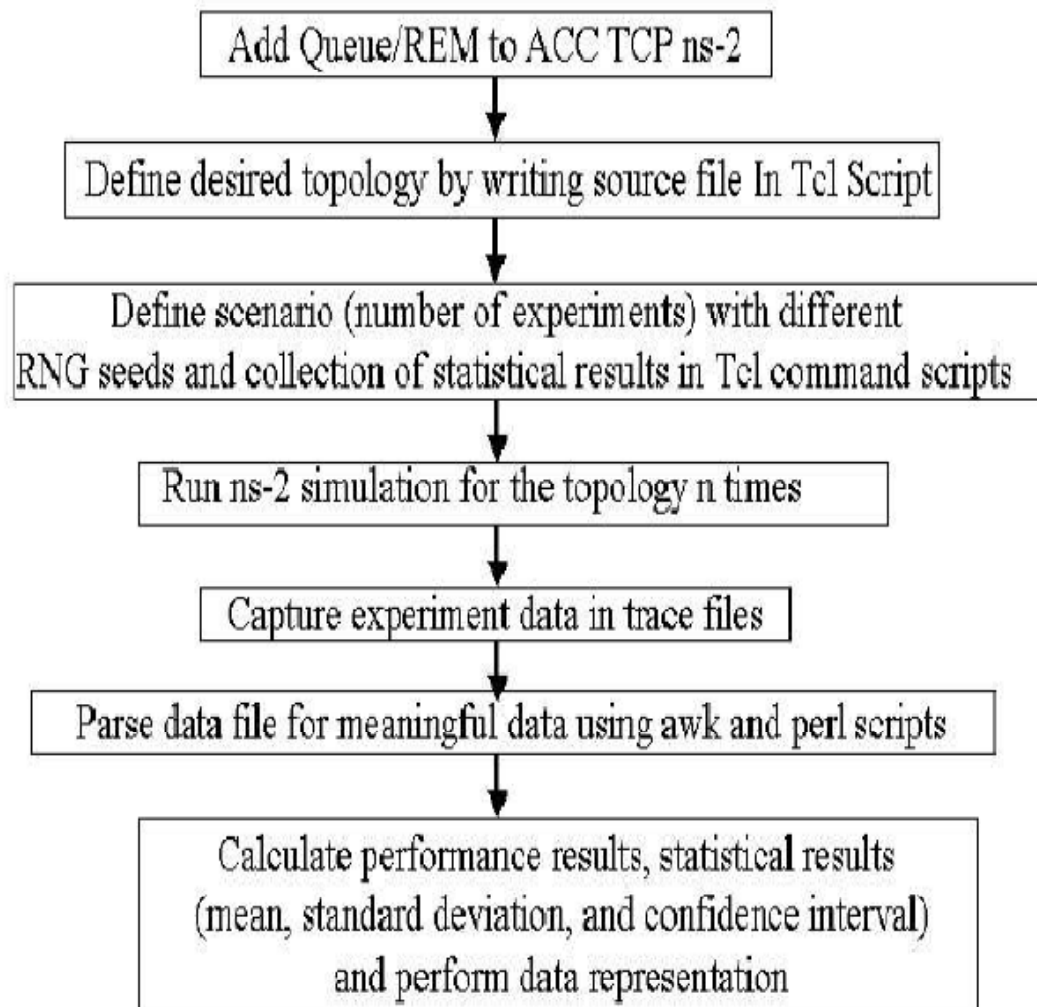 Add Queue/REM to ACC TCP ns-2
Define desired topology by writing source file In Tcl Script
Define scenario (number of experiments) with different
RNG seeds and collection of statistical results in Tcl command scripts
Run ns-2 simulation for the topology n times
Capture experiment data in trace files
Parse data file for meaningful data using awk and perl scripts
Calculate performance results, statistical results
(mean, standard deviation, and confidence interval)
and perform data representation